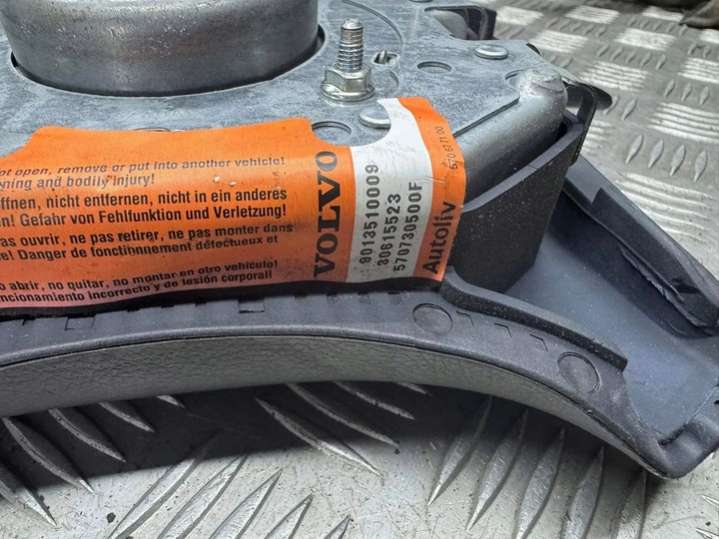 open, remove or put into another vehicle!
and bodily injury!
ffnen, nicht entfernen, nicht in ein anderes
Gefahr von Fehlfunktion und Verletzung!
as ouvrir, ne pas retirer, ne pas monter dans
Danger de fonctionnement défectueux et
abrir, no quitar, no montar en otro vehículo!
ncionamiento incorrecto y de lesión corporal!
VOLVO
9013510009
30615523
570730500F
Autoliv